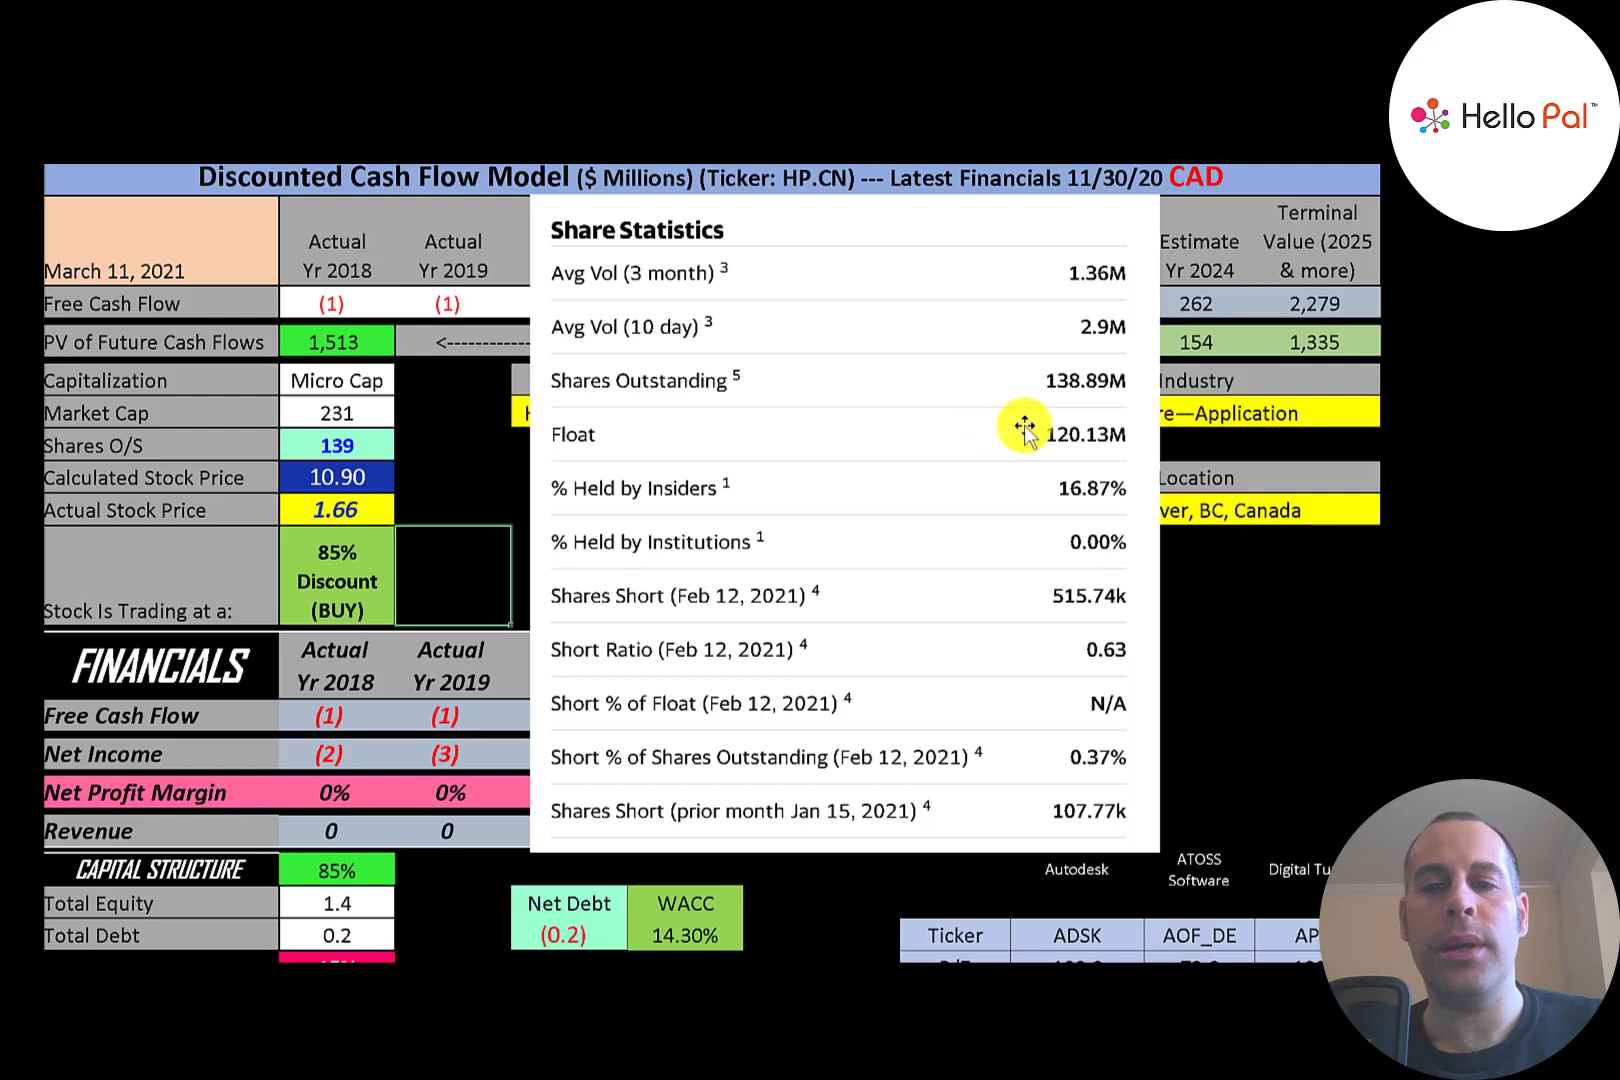 Hello Pal™
Discounted Cash Flow Model ($ Millions) (Ticker: HP.CN) --- Latest Financials 11/30/20 CAD
March 11, 2021
Actual Yr 2018
Actual Yr 2019
Estimate Yr 2024
Terminal Value (2025 & more)
Free Cash Flow (1) (1) 262 2,279
PV of Future Cash Flows 1,513 <------------ 154 1,335
Capitalization Micro Cap Industry
Market Cap 231 re—Application
Shares O/S 139
Calculated Stock Price 10.90 Location
Actual Stock Price 1.66 ver, BC, Canada
Stock Is Trading at a: 85% Discount (BUY)
Share Statistics
Avg Vol (3 month) 3 1.36M
Avg Vol (10 day) 3 2.9M
Shares Outstanding 5 138.89M
Float 120.13M
% Held by Insiders 1 16.87%
% Held by Institutions 1 0.00%
Shares Short (Feb 12, 2021) 4 515.74k
Short Ratio (Feb 12, 2021) 4 0.63
Short % of Float (Feb 12, 2021) 4 N/A
Short % of Shares Outstanding (Feb 12, 2021) 4 0.37%
Shares Short (prior month Jan 15, 2021) 4 107.77k
FINANCIALS
Actual Yr 2018
Actual Yr 2019
Free Cash Flow (1) (1)
Net Income (2) (3)
Net Profit Margin 0% 0%
Revenue 0 0
CAPITAL STRUCTURE 85%
Total Equity 1.4
Total Debt 0.2
Net Debt WACC
(0.2) 14.30%
Autodesk
ATOSS Software
Digital Tu
Ticker ADSK AOF_DE AP